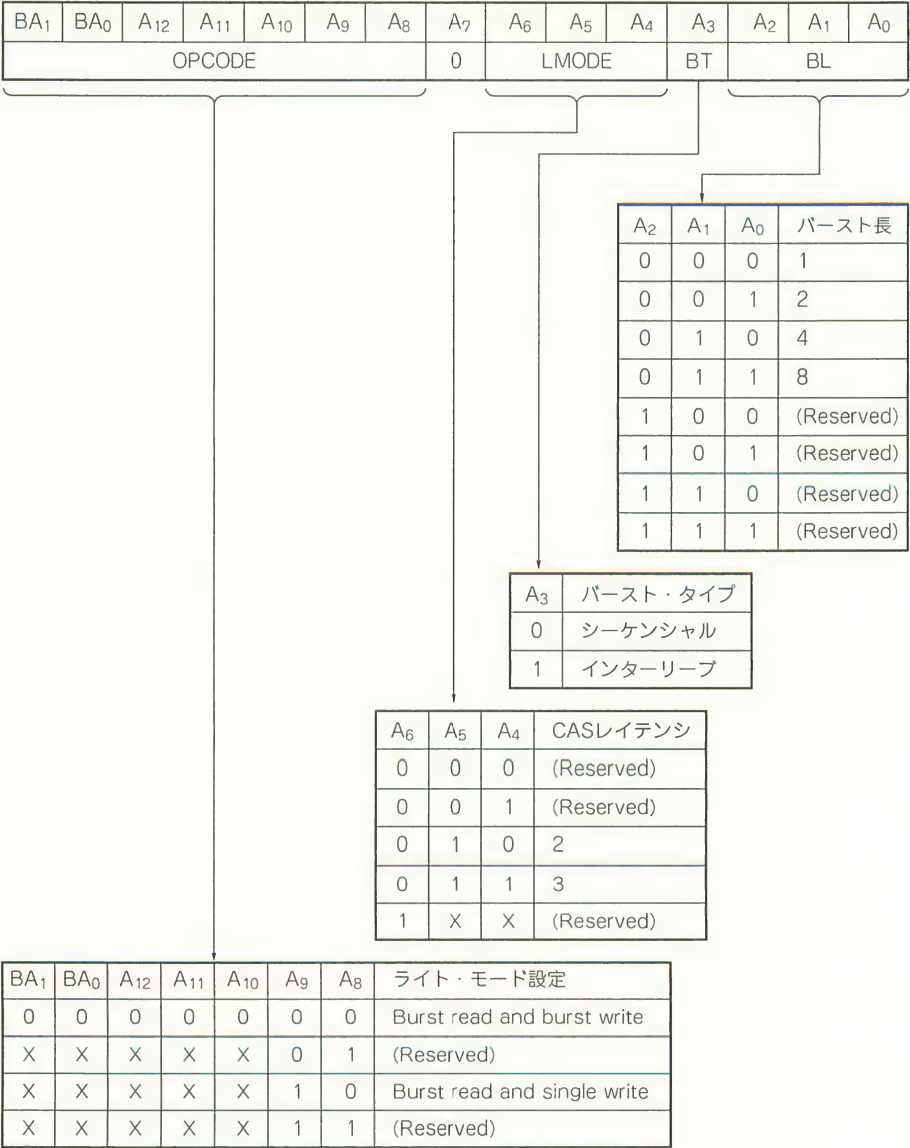 BA₁ BA₀ A₁₂ A₁₁ A₁₀ A₉ A₈ A₇ A₆ A₅ A₄ A₃ A₂ A₁ A₀
OPCODE 0 LMODE BT BL
A₂ A₁ A₀ バースト長
0 0 0 1
0 0 1 2
0 1 0 4
0 1 1 8
1 0 0 (Reserved)
1 0 1 (Reserved)
1 1 0 (Reserved)
1 1 1 (Reserved)
A₃ バースト・タイプ
0 シーケンシャル
1 インターリーブ
A₆ A₅ A₄ CASレイテンシ
0 0 0 (Reserved)
0 0 1 (Reserved)
0 1 0 2
0 1 1 3
1 X X (Reserved)
BA₁ BA₀ A₁₂ A₁₁ A₁₀ A₉ A₈ ライト・モード設定
0 0 0 0 0 0 0 Burst read and burst write
X X X X X 0 1 (Reserved)
X X X X X 1 0 Burst read and single write
X X X X X 1 1 (Reserved)